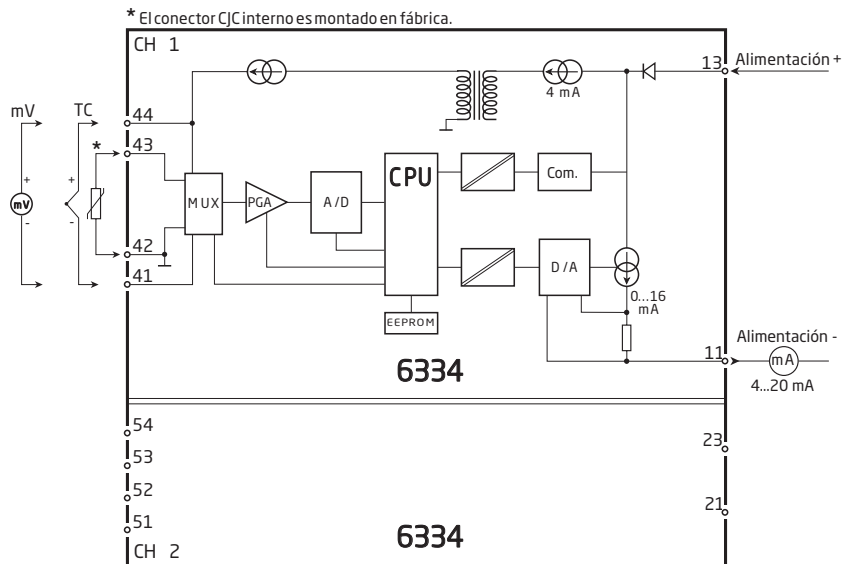 * El conector CJC interno es montado en fábrica.
CH 1
13
Alimentación +
4 mA
mV
TC
44
43
*
+
-
mV
+
-
42
41
MUX
PGA
A/D
CPU
Com.
D/A
EEPROM
0...16
mA
6334
11
Alimentación -
mA
4...20 mA
54
53
52
51
23
21
6334
CH 2